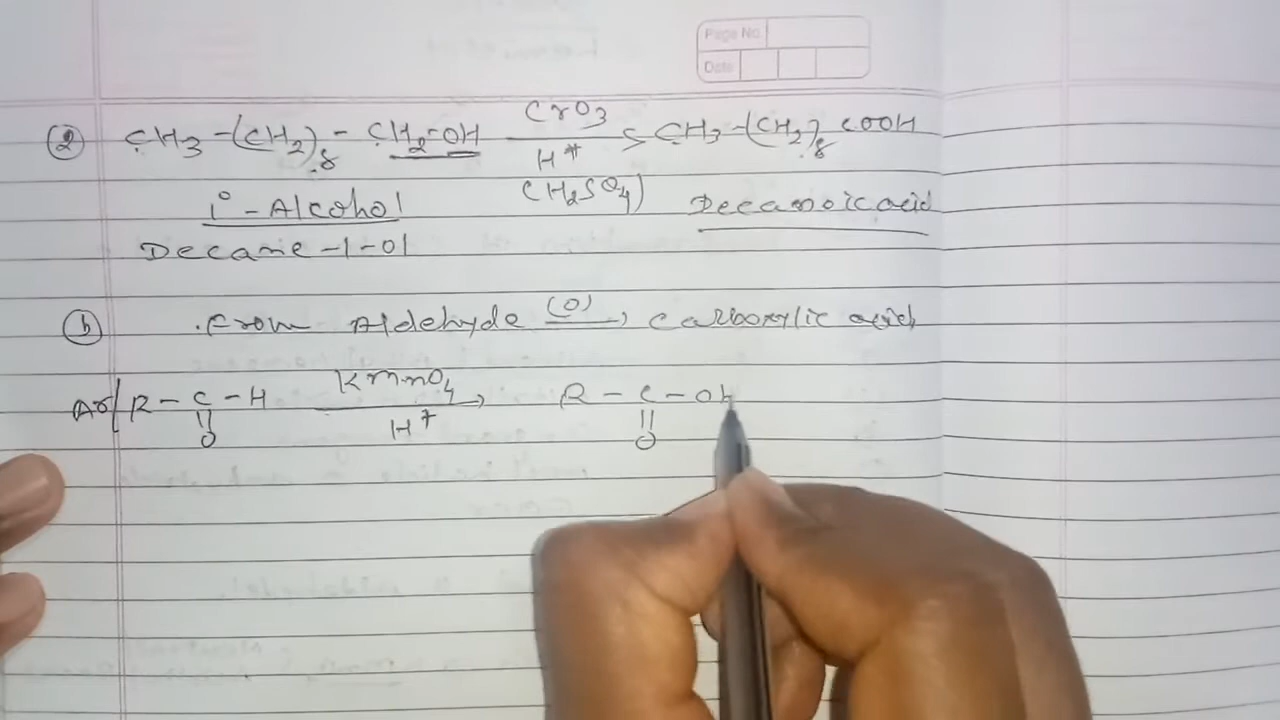 Page No.
Date
② CH3-(CH2)8-CH2-OH CrO3 > CH3-(CH2)8 COOH
H+
(H2SO4)
1°-Alcohol Decanoic acid
Decane-1-ol
ⓑ From Aldehyde (O) → Carboxylic acid
Ar/R-C-H KMnO4 → R-C-OH
|| H+ ||
O O